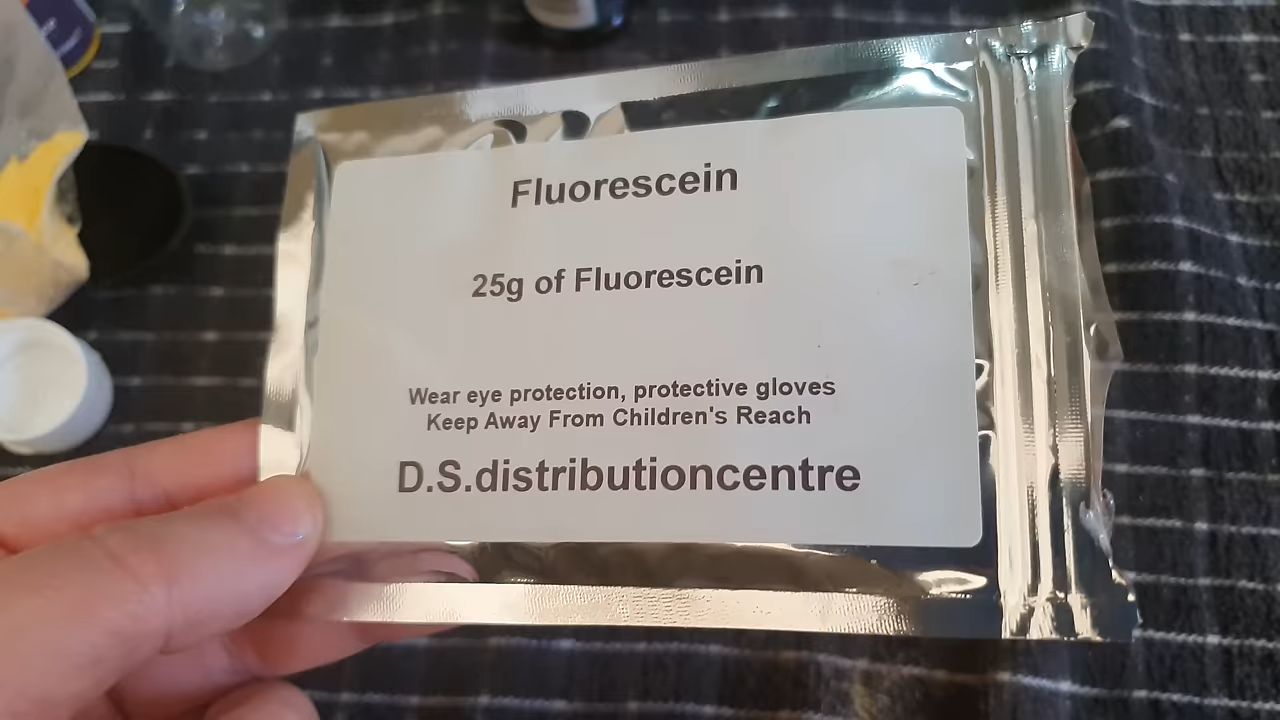 Fluorescein
25g of Fluorescein
Wear eye protection, protective gloves
Keep Away From Children's Reach
D.S.distributioncentre